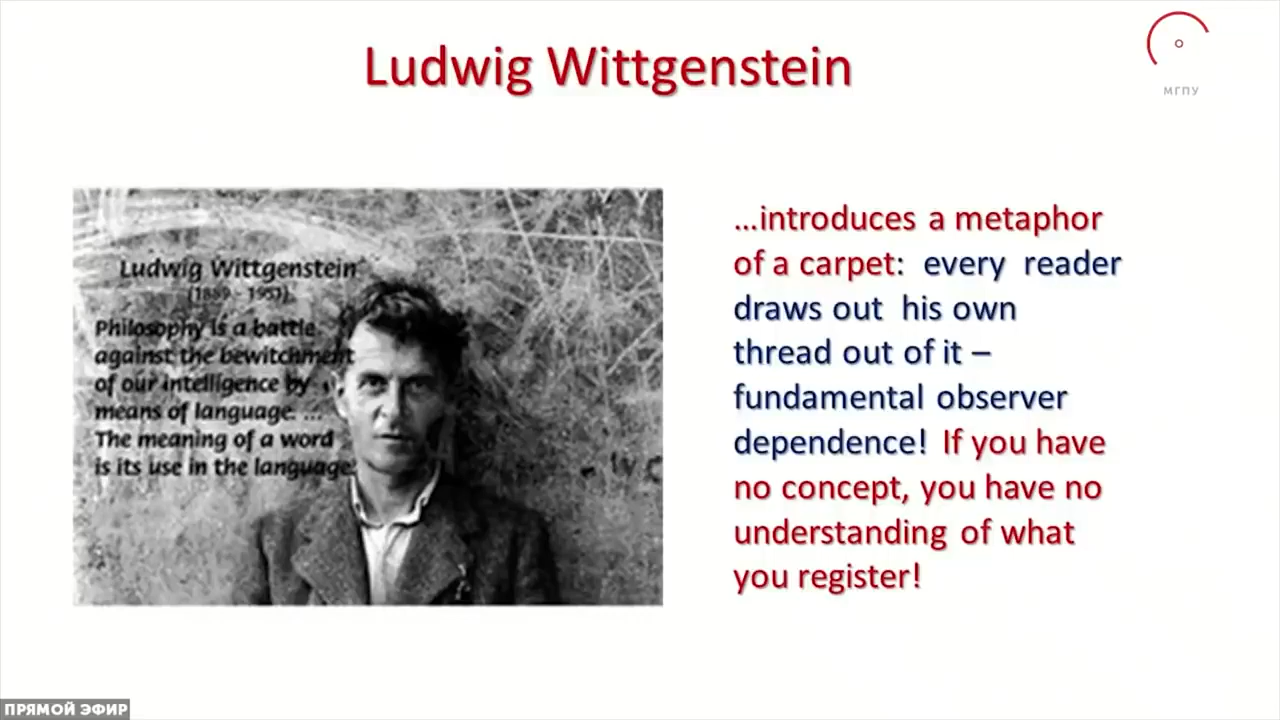 Ludwig Wittgenstein
МГПУ
Ludwig Wittgenstein
(1889 - 1951)
Philosophy is a battle
against the bewitchment
of our intelligence by
means of language. ...
The meaning of a word
is its use in the language.
...introduces a metaphor
of a carpet: every reader
draws out his own
thread out of it –
fundamental observer
dependence! If you have
no concept, you have no
understanding of what
you register!
ПРЯМОЙ ЭФИР